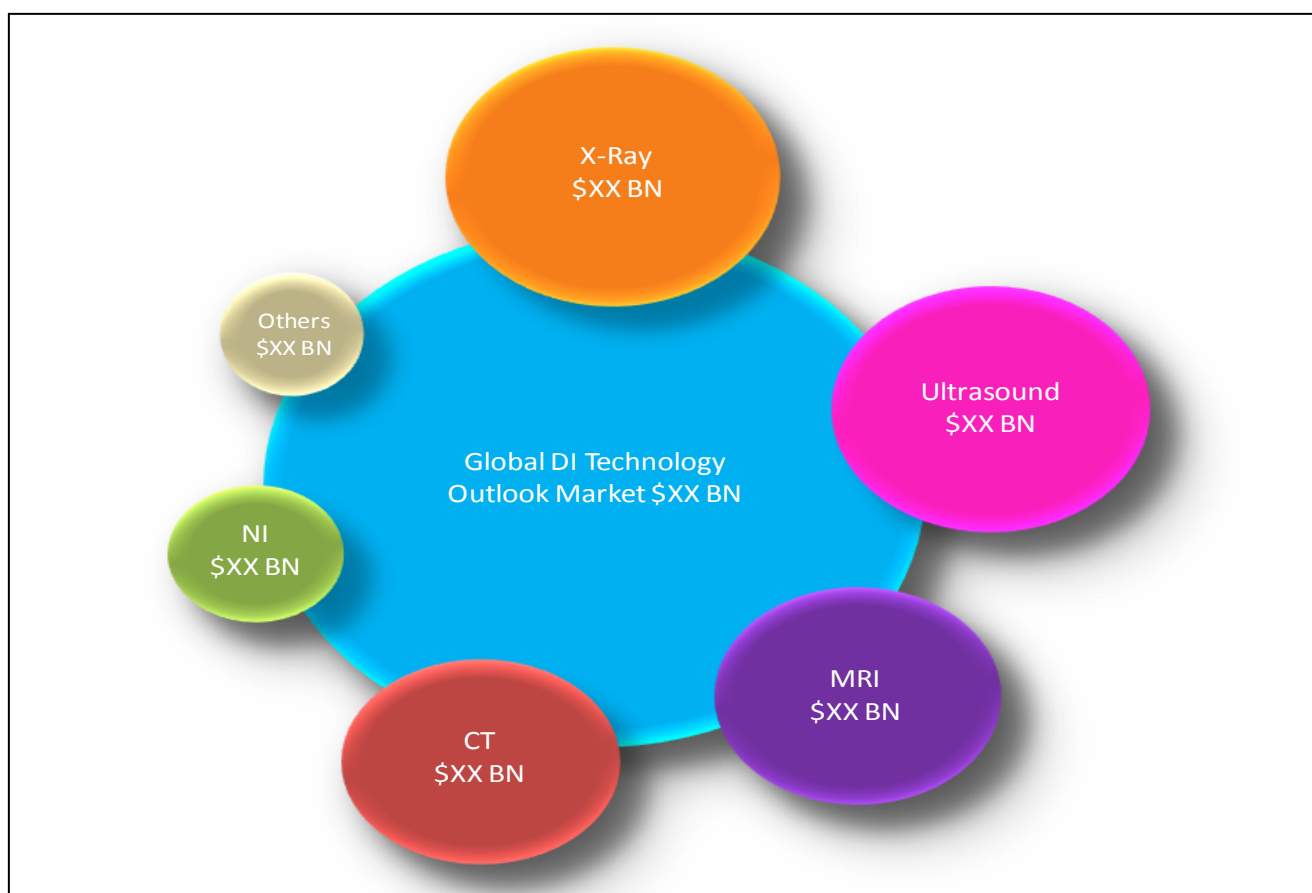 X-Ray
$XX BN
Others
$XX BN
Ultrasound
$XX BN
Global DI Technology
Outlook Market $XX BN
NI
$XX BN
MRI
$XX BN
CT
$XX BN